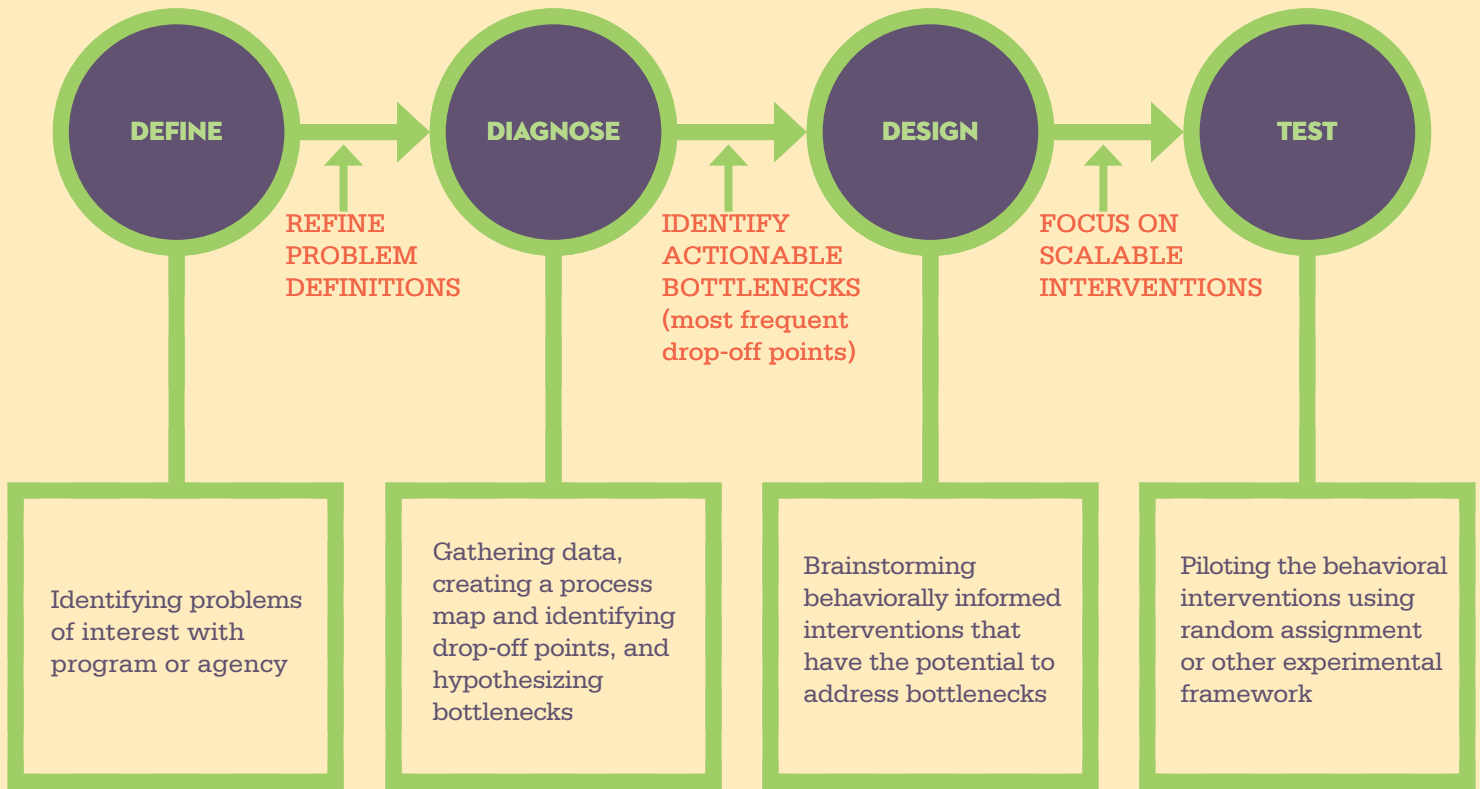 DEFINE
DIAGNOSE
DESIGN
TEST
REFINE
PROBLEM
DEFINITIONS
IDENTIFY
ACTIONABLE
BOTTLENECKS
(most frequent
drop-off points)
FOCUS ON
SCALABLE
INTERVENTIONS
Identifying problems
of interest with
program or agency
Gathering data,
creating a process
map and identifying
drop-off points, and
hypothesizing
bottlenecks
Brainstorming
behaviorally informed
interventions that
have the potential to
address bottlenecks
Piloting the behavioral
interventions using
random assignment
or other experimental
framework